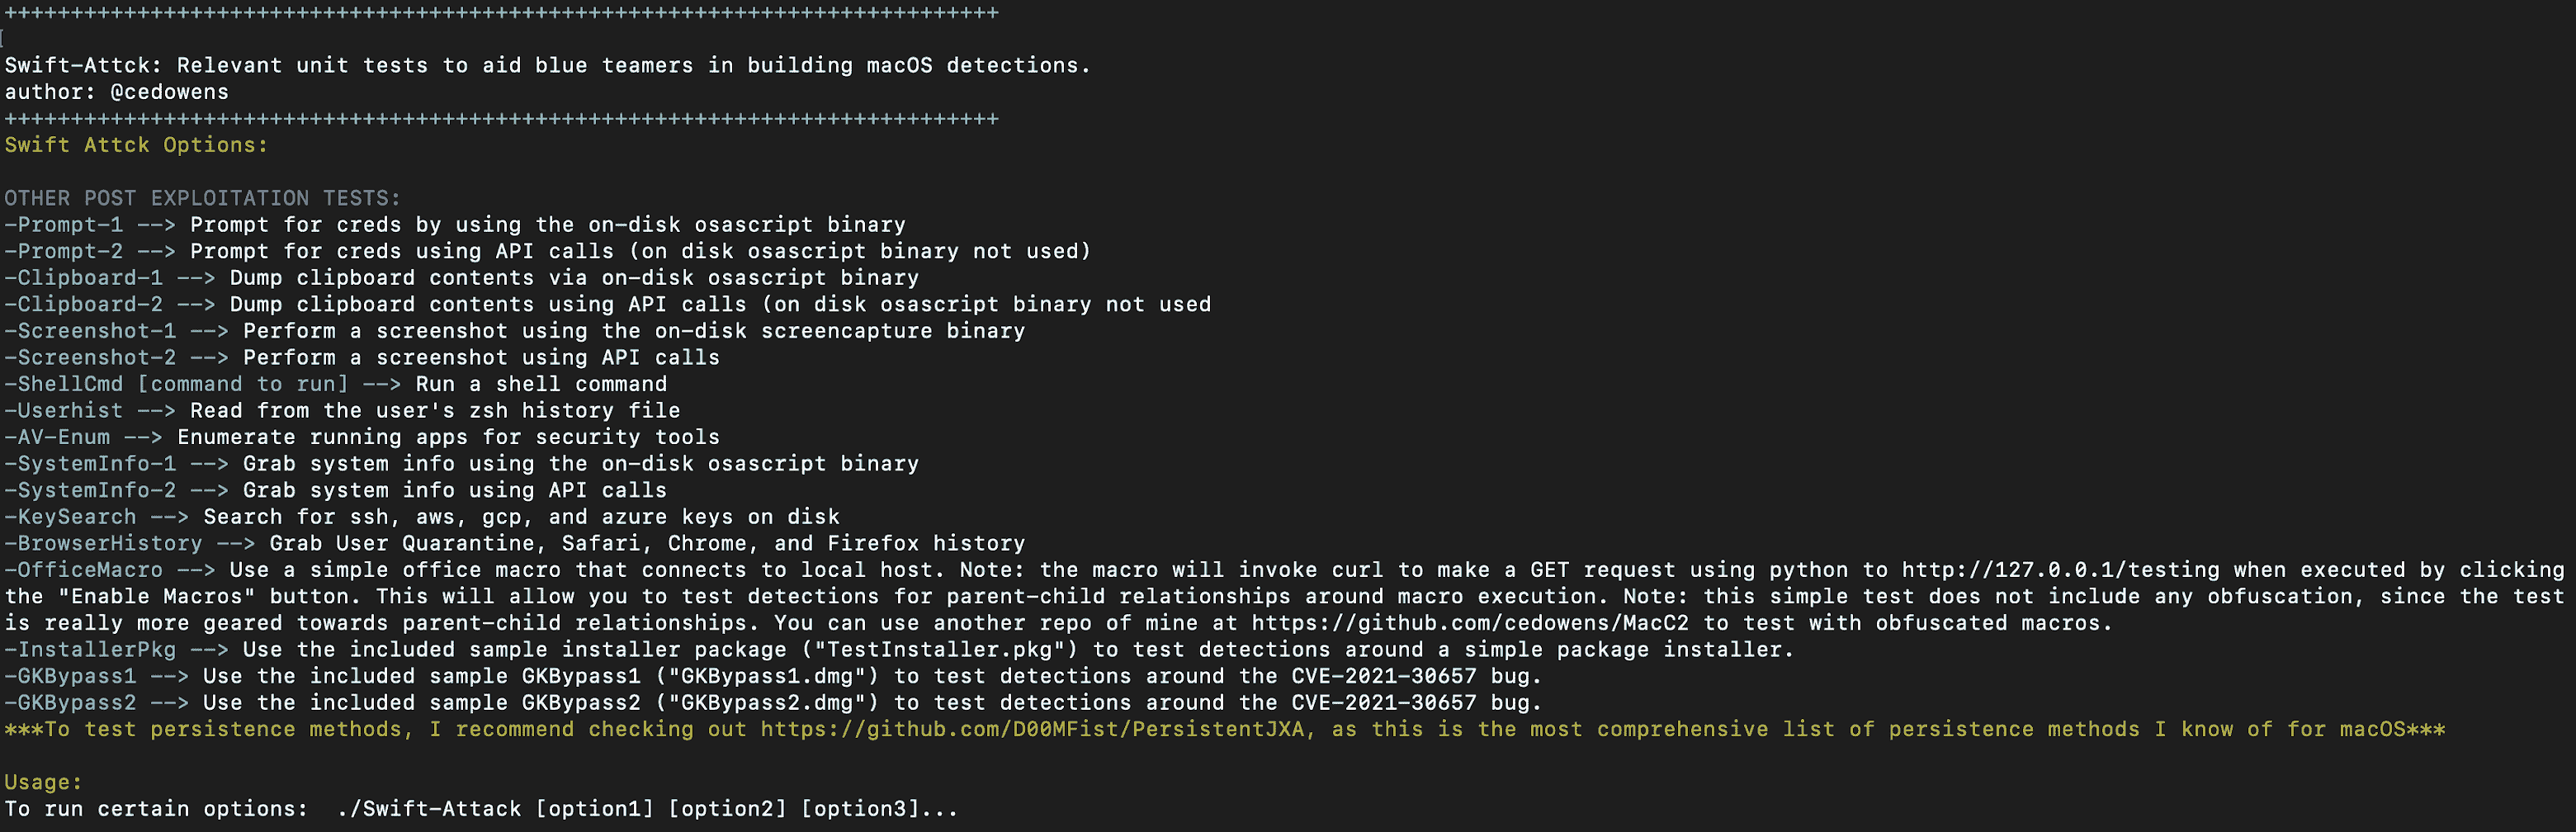 +++++++++++++++++++++++++++++++++++++++++++++++++++++++++++++++++++++++++++
[
Swift-Attck: Relevant unit tests to aid blue teamers in building macOS detections.
author: @cedowens
+++++++++++++++++++++++++++++++++++++++++++++++++++++++++++++++++++++++++++
Swift Attck Options:
OTHER POST EXPLOITATION TESTS:
-Prompt-1 --> Prompt for creds by using the on-disk osascript binary
-Prompt-2 --> Prompt for creds using API calls (on disk osascript binary not used)
-Clipboard-1 --> Dump clipboard contents via on-disk osascript binary
-Clipboard-2 --> Dump clipboard contents using API calls (on disk osascript binary not used
-Screenshot-1 --> Perform a screenshot using the on-disk screencapture binary
-Screenshot-2 --> Perform a screenshot using API calls
-ShellCmd [command to run] --> Run a shell command
-Userhist --> Read from the user's zsh history file
-AV-Enum --> Enumerate running apps for security tools
-SystemInfo-1 --> Grab system info using the on-disk osascript binary
-SystemInfo-2 --> Grab system info using API calls
-KeySearch --> Search for ssh, aws, gcp, and azure keys on disk
-BrowserHistory --> Grab User Quarantine, Safari, Chrome, and Firefox history
-OfficeMacro --> Use a simple office macro that connects to local host. Note: the macro will invoke curl to make a GET request using python to http://127.0.0.1/testing when executed by clicking
the "Enable Macros" button. This will allow you to test detections for parent-child relationships around macro execution. Note: this simple test does not include any obfuscation, since the test
is really more geared towards parent-child relationships. You can use another repo of mine at https://github.com/cedowens/MacC2 to test with obfuscated macros.
-InstallerPkg --> Use the included sample installer package ("TestInstaller.pkg") to test detections around a simple package installer.
-GKBypass1 --> Use the included sample GKBypass1 ("GKBypass1.dmg") to test detections around the CVE-2021-30657 bug.
-GKBypass2 --> Use the included sample GKBypass2 ("GKBypass2.dmg") to test detections around the CVE-2021-30657 bug.
***To test persistence methods, I recommend checking out https://github.com/D00MFist/PersistentJXA, as this is the most comprehensive list of persistence methods I know of for macOS***
Usage:
To run certain options:  ./Swift-Attack [option1] [option2] [option3]...